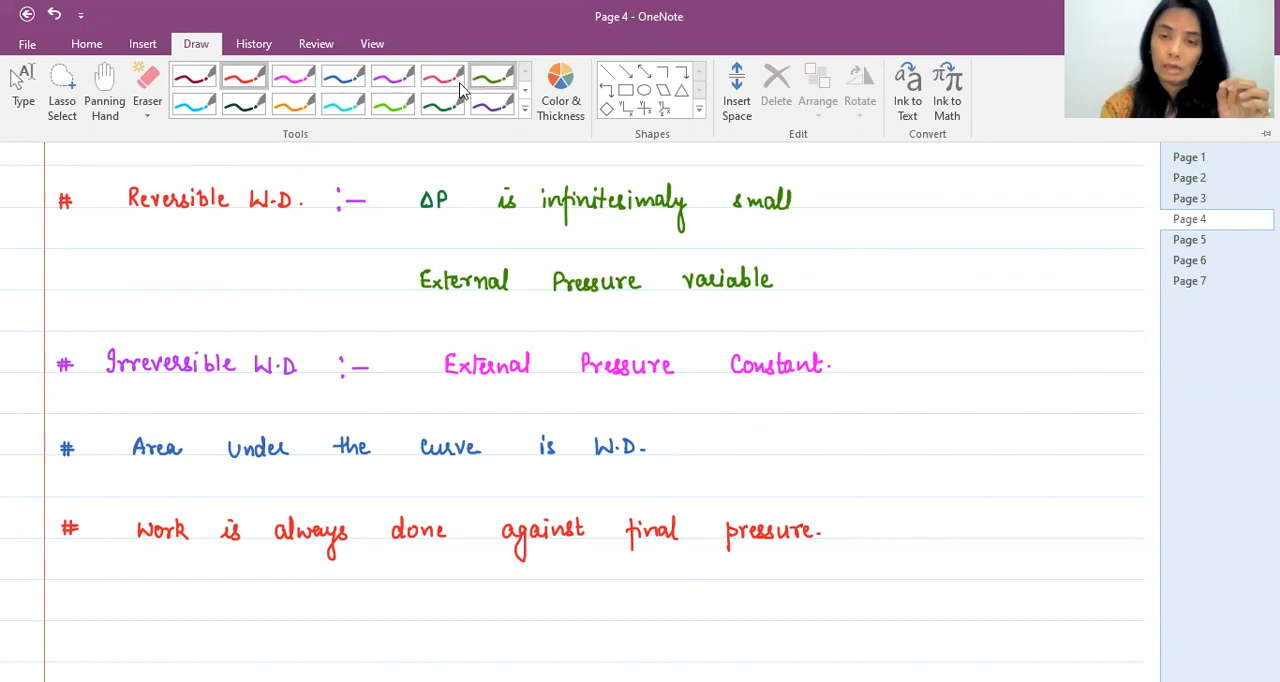 Page 4 - OneNote
File Home Insert Draw History Review View
Type Lasso Select Panning Hand Eraser Color & Thickness Insert Space Delete Arrange Rotate Ink to Text Ink to Math
Tools Shapes Edit Convert
# Reversible W.D. :- ΔP is infinitesimaly small
External Pressure variable
# Irreversible W.D :- External Pressure Constant.
# Area under the curve is W.D.
# Work is always done against final pressure.
Page 1
Page 2
Page 3
Page 4
Page 5
Page 6
Page 7